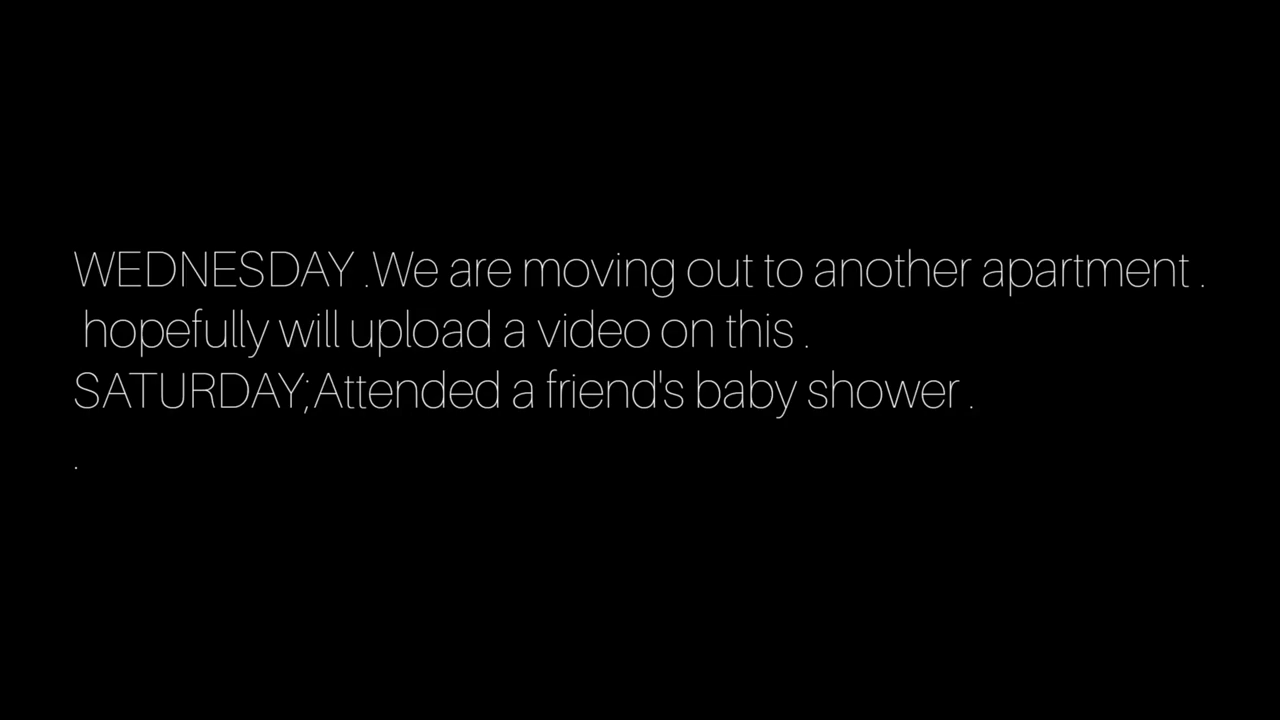 WEDNESDAY .We are moving out to another apartment .
hopefully will upload a video on this .
SATURDAY;Attended a friend's baby shower .
.